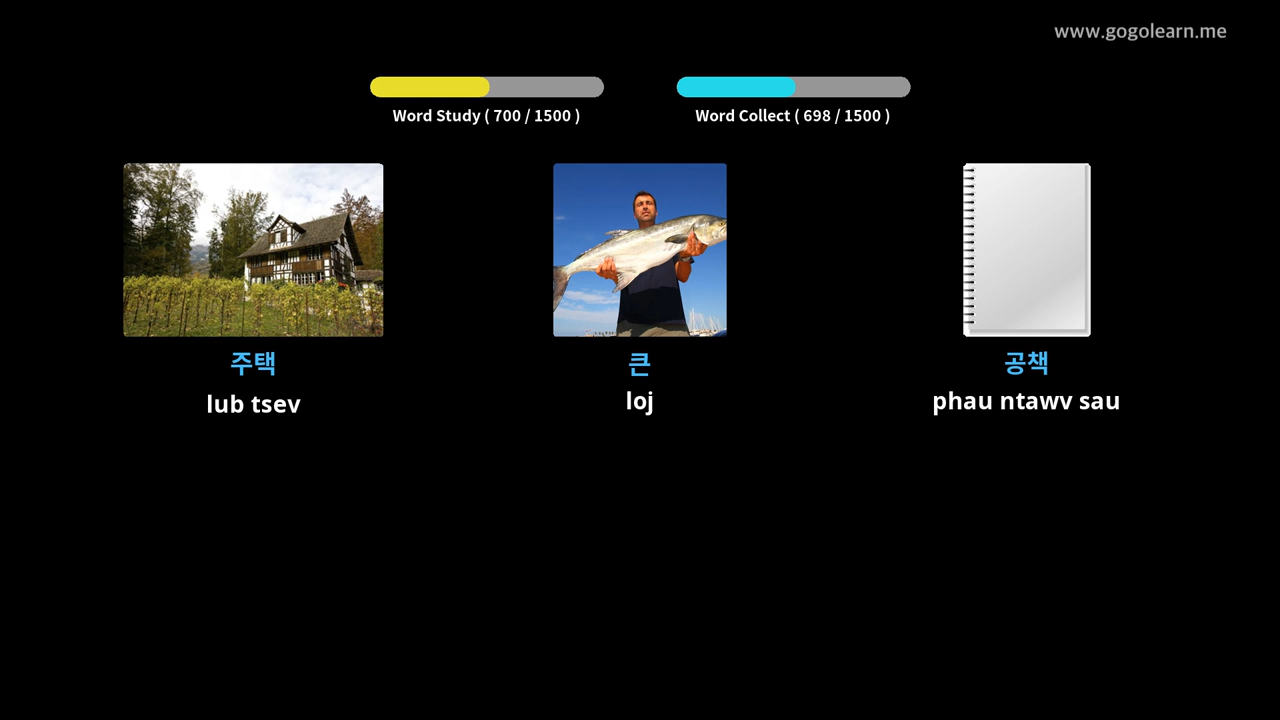 www.gogolearn.me
Word Study ( 700 / 1500 )
Word Collect ( 698 / 1500 )
주택
큰
공책
lub tsev
loj
phau ntawv sau